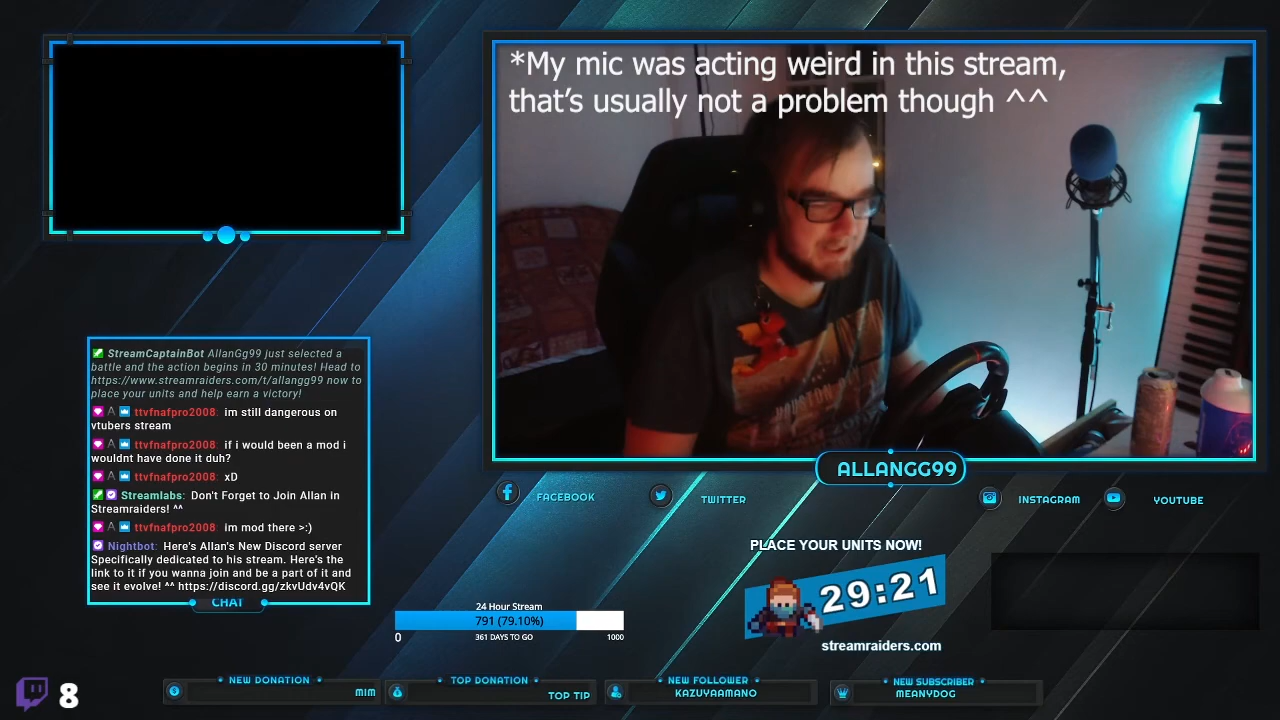 *My mic was acting weird in this stream,
that's usually not a problem though ^^
StreamCaptainBot AllanGg99 just selected a
battle and the action begins in 30 minutes! Head to
https://www.streamraiders.com/t/allangg99 now to
place your units and help earn a victory!
A ttvfnafpro2008: im still dangerous on
vtubers stream
A ttvfnafpro2008: if i would been a mod i
wouldnt have done it duh?
A ttvfnafpro2008: xD
Streamlabs: Don't Forget to Join Allan in
Streamraiders! ^^
A ttvfnafpro2008: im mod there >:)
Nightbot: Here's Allan's New Discord server
Specifically dedicated to his stream. Here's the
link to it if you wanna join and be a part of it and
see it evolve! ^^ https://discord.gg/zkvUdv4vQK
CHAT
ALLANGG99
FACEBOOK
TWITTER
INSTAGRAM
YOUTUBE
PLACE YOUR UNITS NOW!
29:21
streamraiders.com
24 Hour Stream
791 (79.10%)
0
361 DAYS TO GO
1000
8
NEW DONATION
MIM
TOP DONATION
TOP TIP
NEW FOLLOWER
KAZUYAAMANO
NEW SUBSCRIBER
MEANYDOG